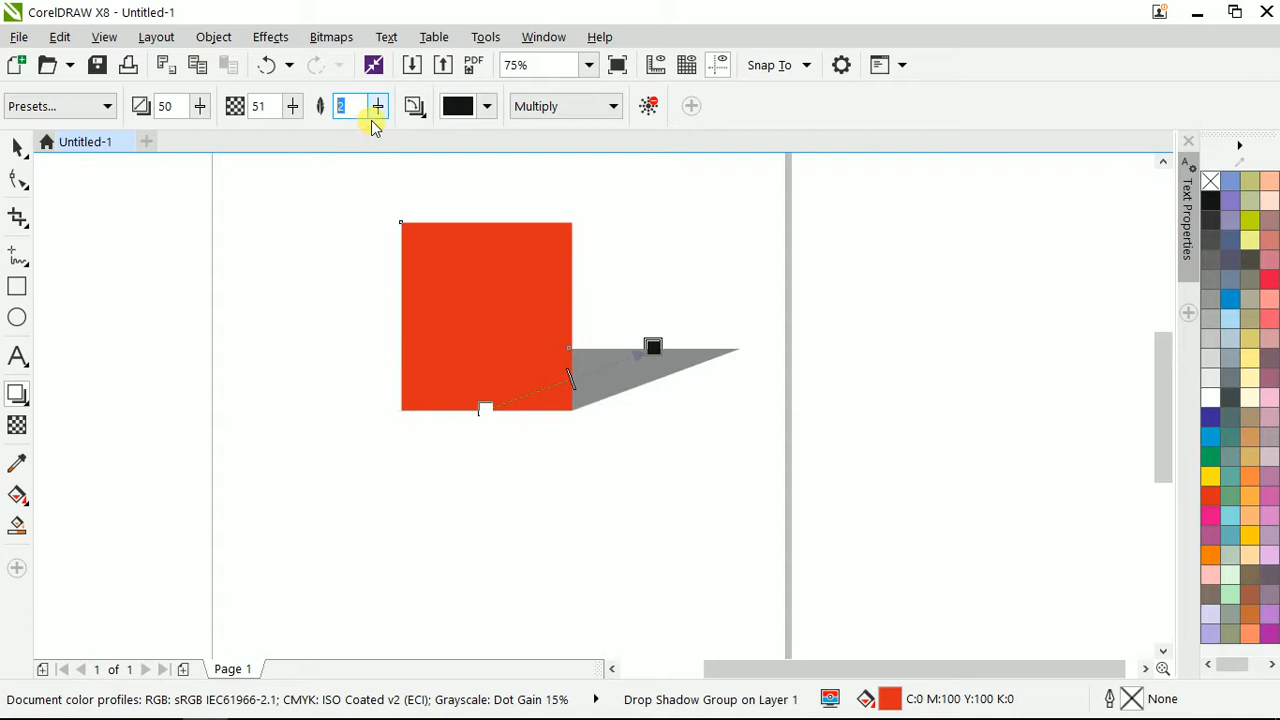 CorelDRAW X8 - Untitled-1
File Edit View Layout Object Effects Bitmaps Text Table Tools Window Help
PDF 75% Snap To
Presets... 50 51 2 Multiply
Untitled-1
Text Properties
1 of 1 Page 1
Document color profiles: RGB: sRGB IEC61966-2.1; CMYK: ISO Coated v2 (ECI); Grayscale: Dot Gain 15% Drop Shadow Group on Layer 1 C:0 M:100 Y:100 K:0 None